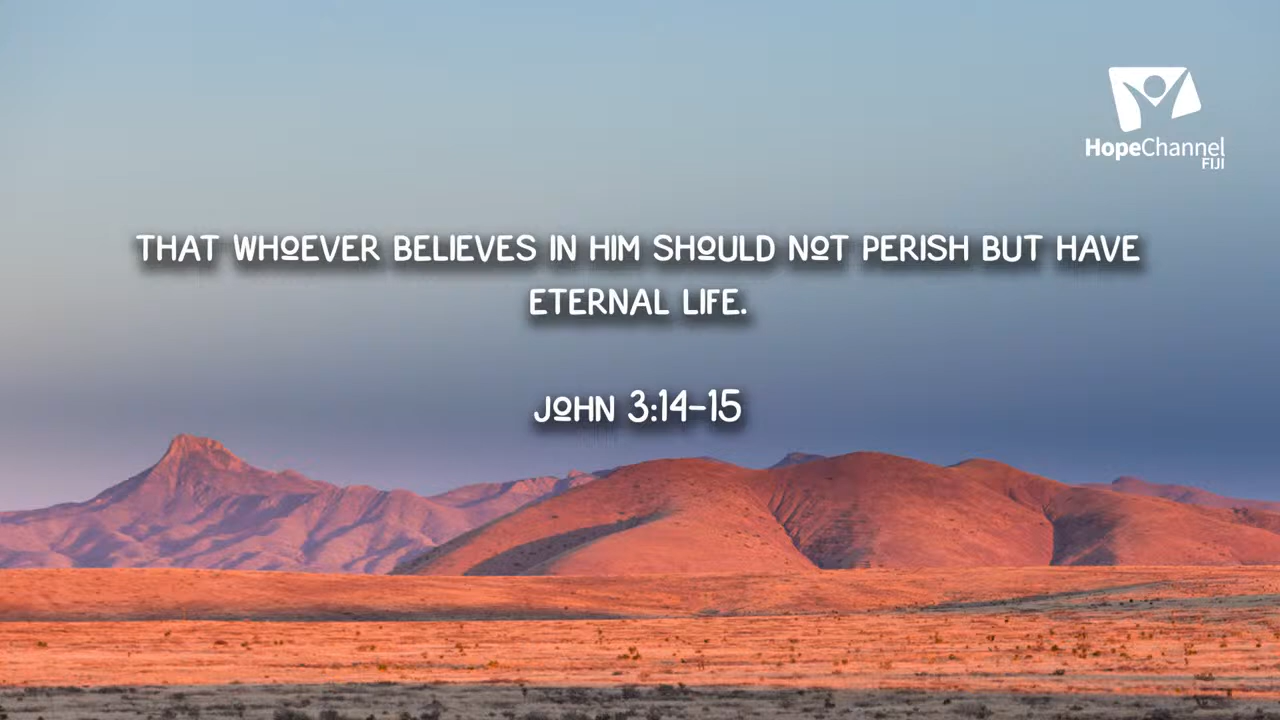 HopeChannel
FIJI
THAT WHOEVER BELIEVES IN HIM SHOULD NOT PERISH BUT HAVE
ETERNAL LIFE.
JOHN 3:14-15